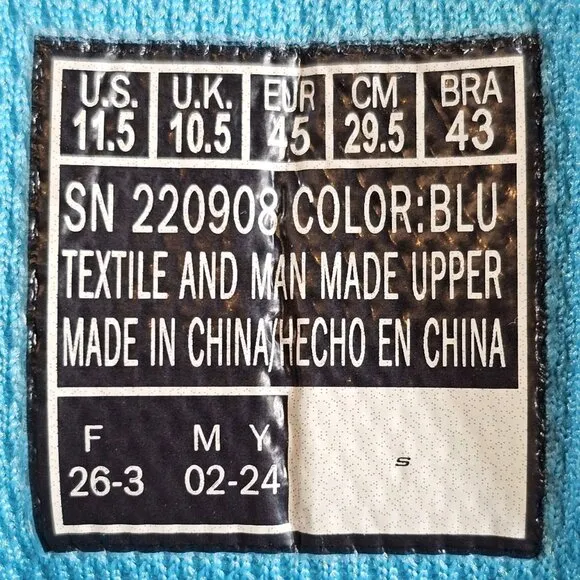 U.S. U.K. EUR CM BRA
11.5 10.5 45 29.5 43
SN 220908 COLOR:BLU
TEXTILE AND MAN MADE UPPER
MADE IN CHINA/HECHO EN CHINA
F M Y
26-3 02-24
S